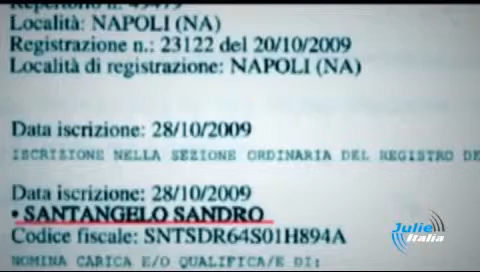 Repertorio n.: 49479
Località: NAPOLI (NA)
Registrazione n.: 23122 del 20/10/2009
Località di registrazione: NAPOLI (NA)
Data iscrizione: 28/10/2009
ISCRIZIONE NELLA SEZIONE ORDINARIA DEL REGISTRO DE
Data iscrizione: 28/10/2009
• SANTANGELO SANDRO
Codice fiscale: SNTSDR64S01H894A
NOMINA CARICA E/O QUALIFICA/E DI:
Julie
Italia